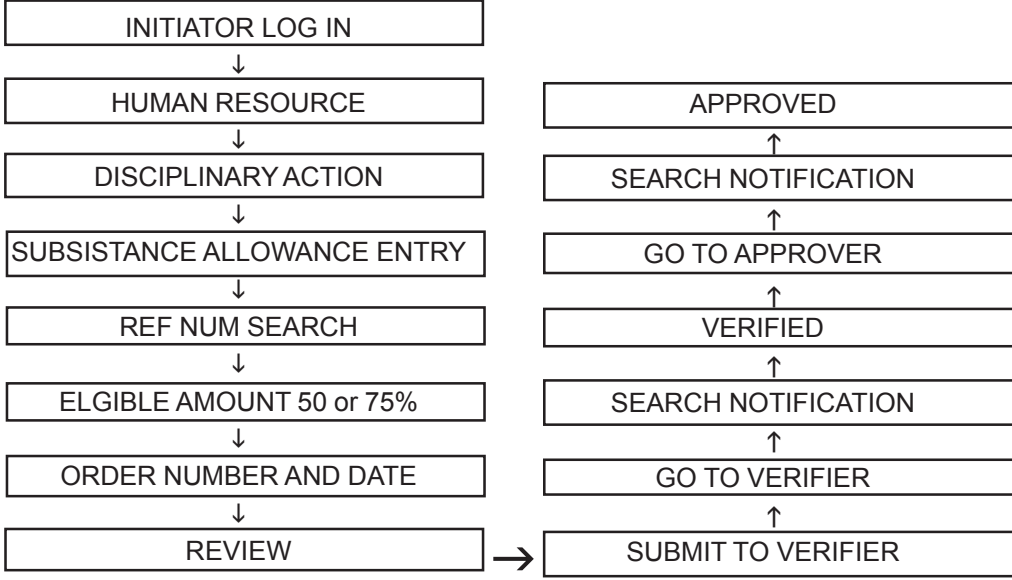 INITIATOR LOG IN
HUMAN RESOURCE
DISCIPLINARY ACTION
SUBSISTANCE ALLOWANCE ENTRY
REF NUM SEARCH
ELGIBLE AMOUNT 50 or 75%
ORDER NUMBER AND DATE
REVIEW
SUBMIT TO VERIFIER
GO TO VERIFIER
SEARCH NOTIFICATION
VERIFIED
GO TO APPROVER
SEARCH NOTIFICATION
APPROVED